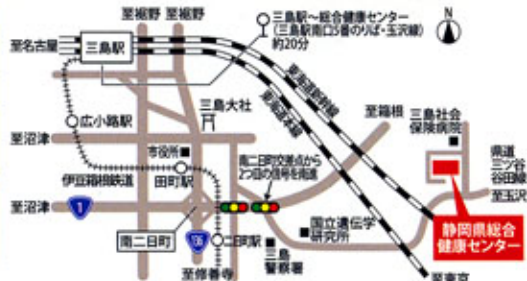 至裾野 至裾野
三島駅～総合健康センター
(三島駅南口5番のりば・玉沢線)
約20分
N
至名古屋
三島駅
東海道新幹線
東海道本線
至箱根
三島社会
保険病院
三島大社
広小路駅
至沼津
市役所
南二日町交差点から
2つ目の信号を南進
県道
三ツ谷
谷田線
至玉沢
伊豆箱根鉄道
田町駅
至沼津
1
南二日町
136
二日町駅
国立遺伝学
研究所
静岡県総合
健康センター
三島
警察署
至修善寺
至東京